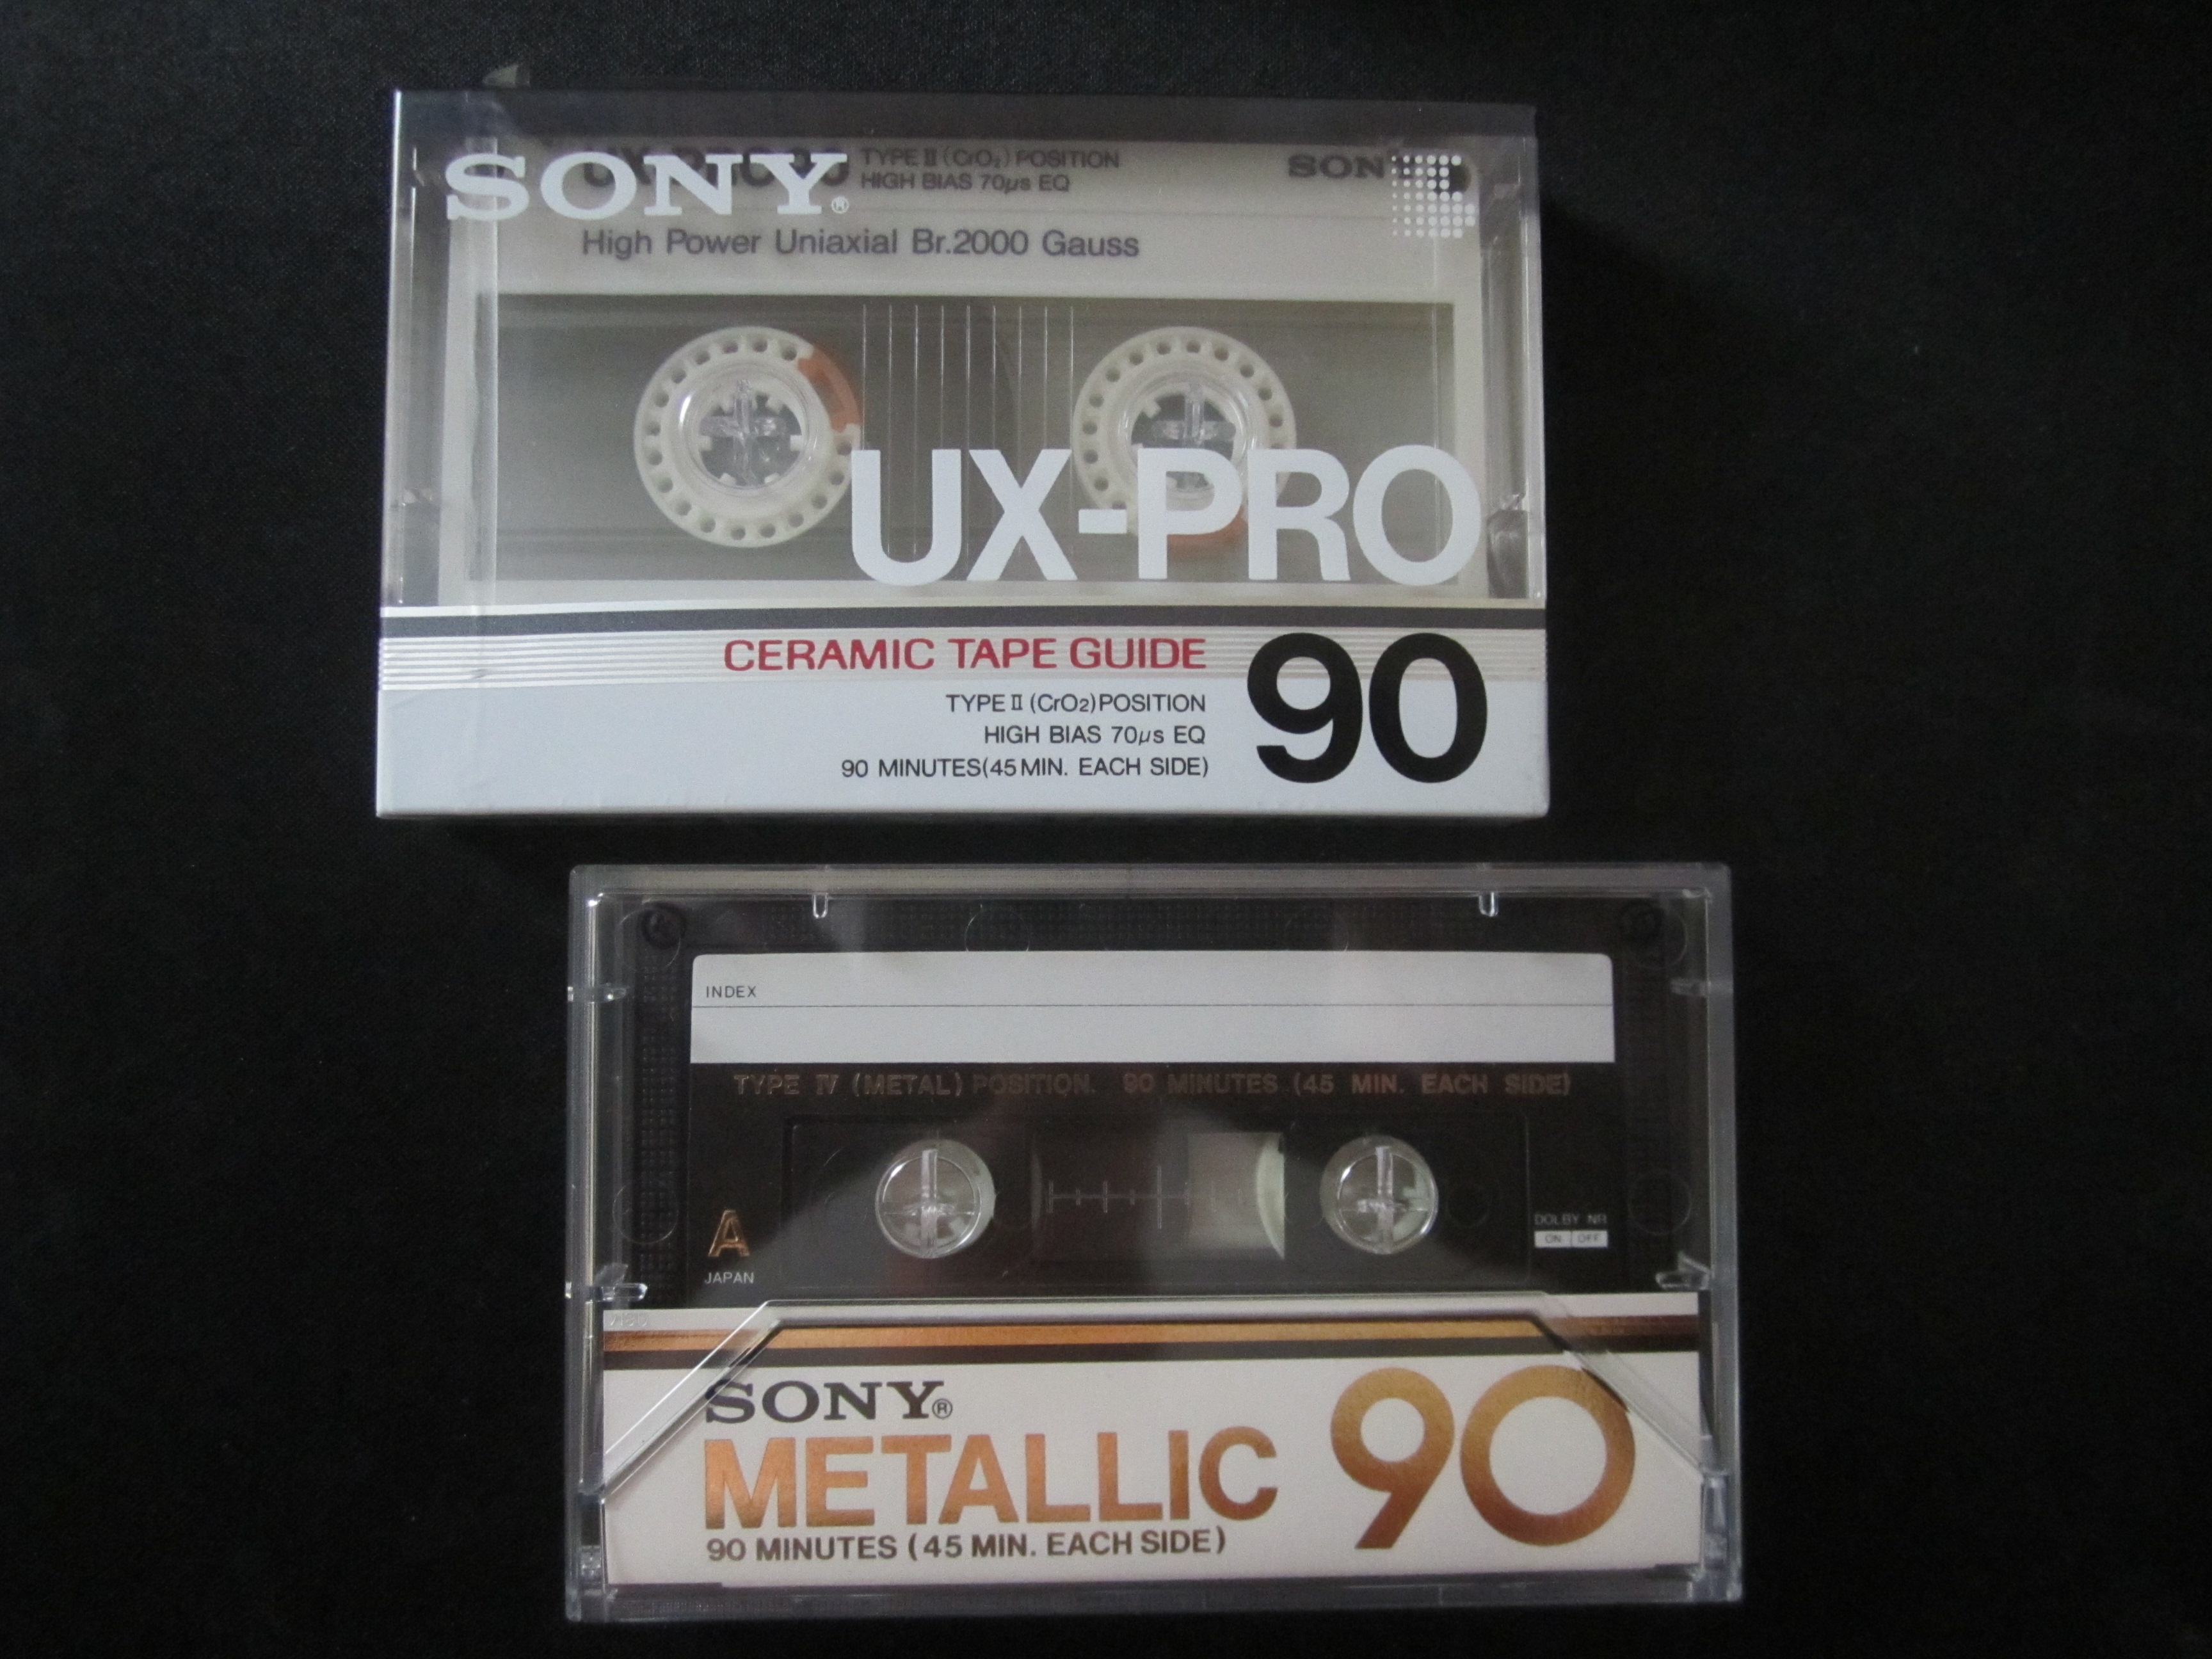 SONY®
UX-PRO 90 TYPE II (CrO₂) POSITION
HIGH BIAS 70μs EQ
SONY
High Power Uniaxial Br.2000 Gauss
UX-PRO
CERAMIC TAPE GUIDE
90
TYPE II (CrO2) POSITION
HIGH BIAS 70μs EQ
90 MINUTES (45 MIN. EACH SIDE)
INDEX
TYPE IV (METAL) POSITION. 90 MINUTES (45 MIN. EACH SIDE)
A
JAPAN
DOLBY NR
ON OFF
SONY®
METALLIC 90
90 MINUTES (45 MIN. EACH SIDE)